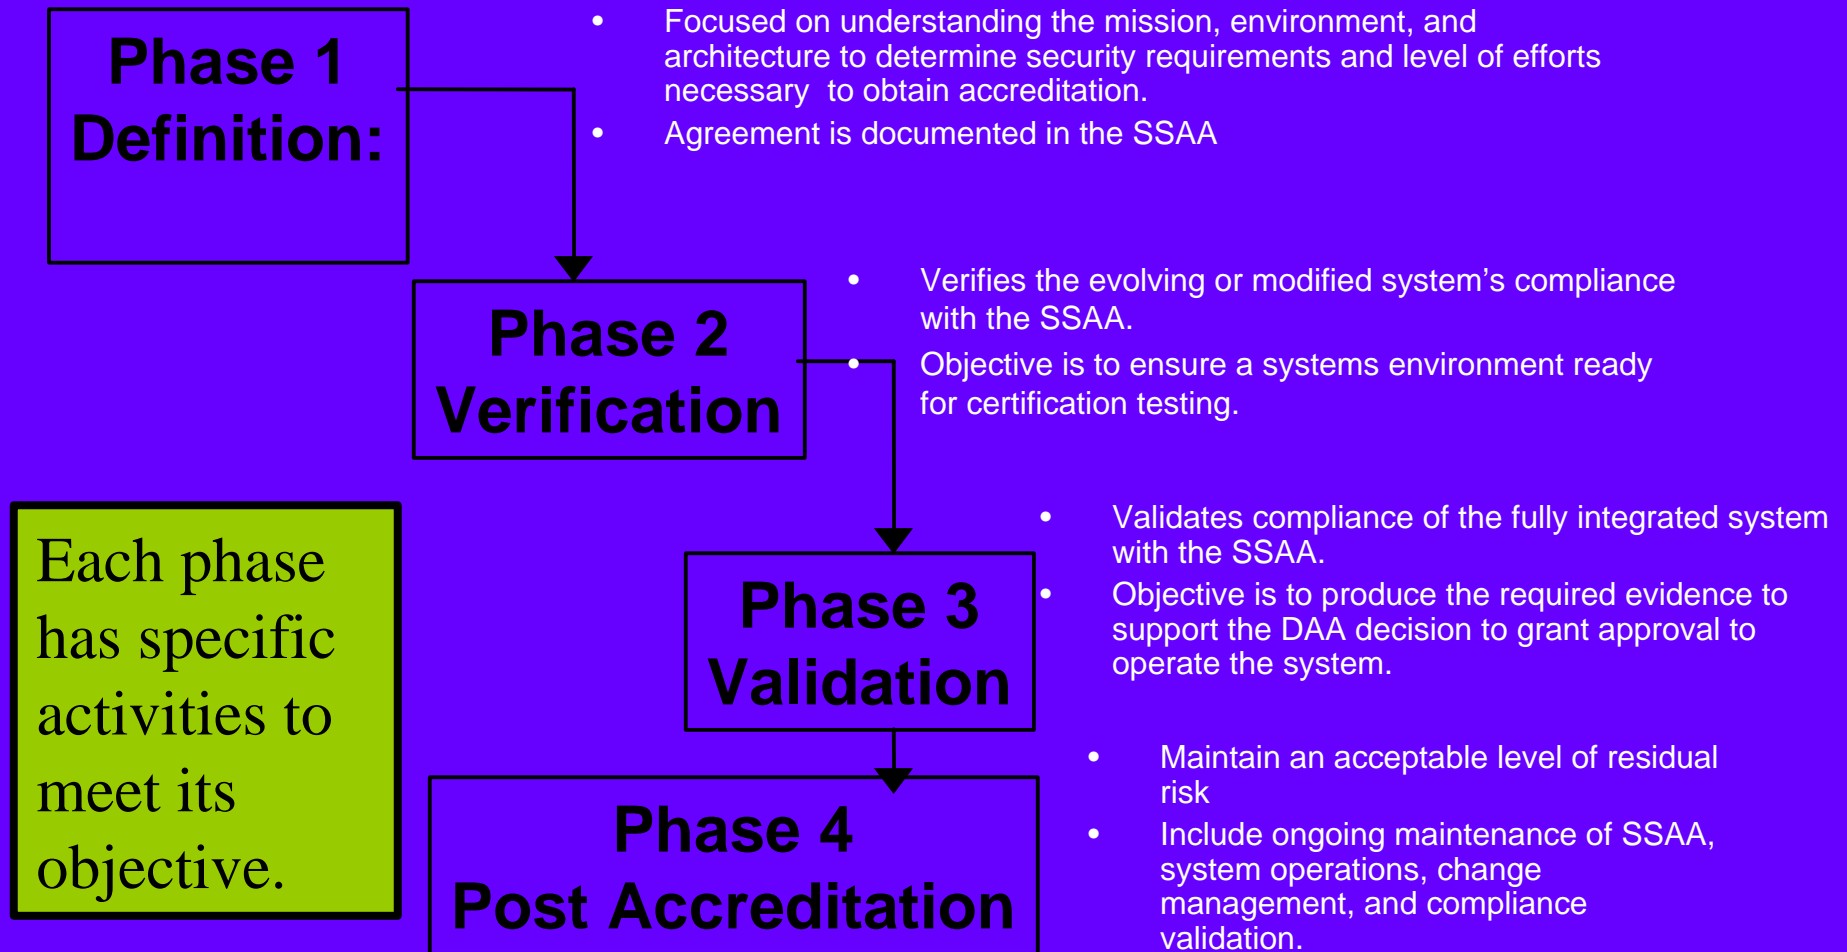 Phase 1
Definition:
• Focused on understanding the mission, environment, and
architecture to determine security requirements and level of efforts
necessary to obtain accreditation.
• Agreement is documented in the SSAA
Phase 2
Verification
• Verifies the evolving or modified system’s compliance
with the SSAA.
• Objective is to ensure a systems environment ready
for certification testing.
Each phase
has specific
activities to
meet its
objective.
Phase 3
Validation
• Validates compliance of the fully integrated system
with the SSAA.
• Objective is to produce the required evidence to
support the DAA decision to grant approval to
operate the system.
Phase 4
Post Accreditation
• Maintain an acceptable level of residual
risk
• Include ongoing maintenance of SSAA,
system operations, change
management, and compliance
validation.